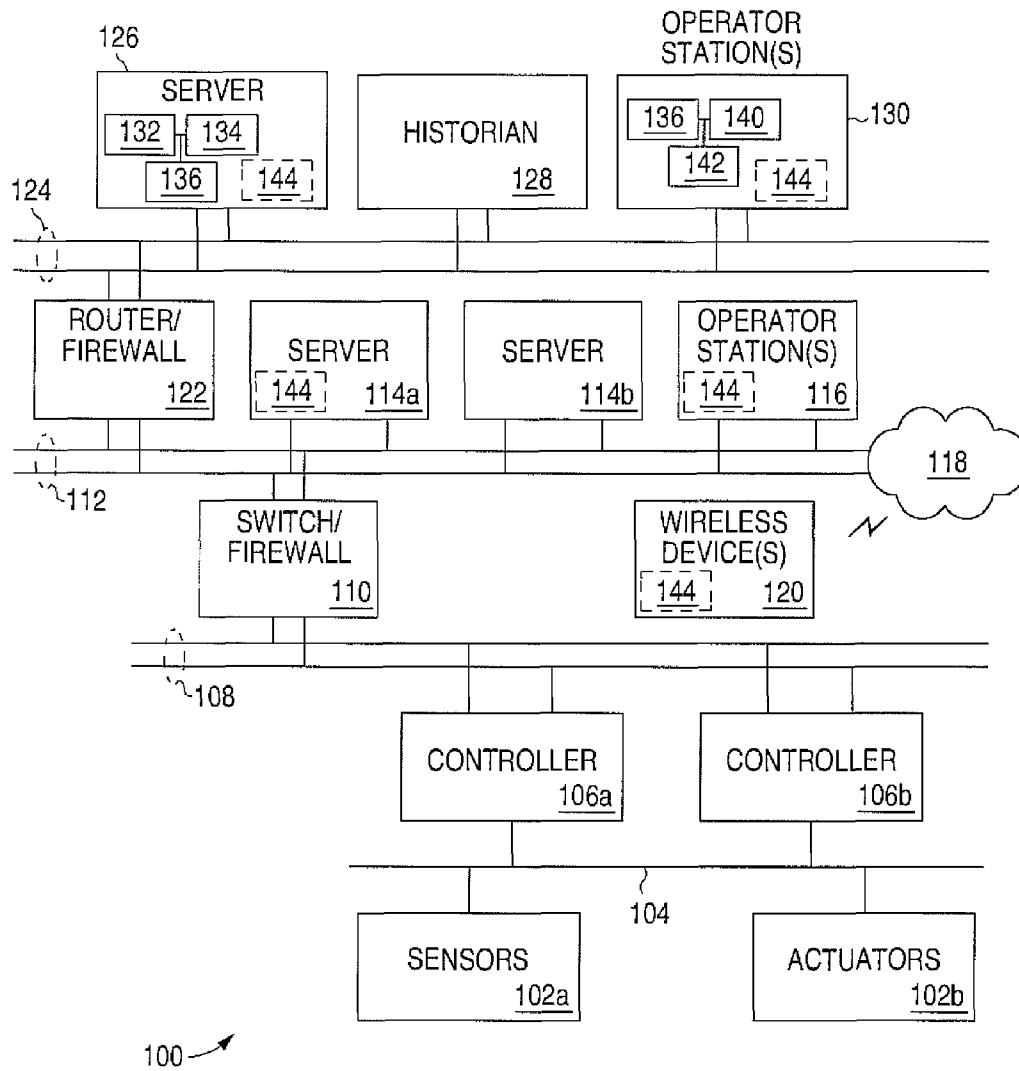 OPERATOR
STATION(S)
126
SERVER
132
134
136
144
HISTORIAN
128
136
140
142
144
130
124
ROUTER/
FIREWALL
122
SERVER
144
114a
SERVER
114b
OPERATOR
STATION(S)
144
116
118
112
SWITCH/
FIREWALL
110
WIRELESS
DEVICE(S)
144
120
108
CONTROLLER
106a
CONTROLLER
106b
104
SENSORS
102a
ACTUATORS
102b
100